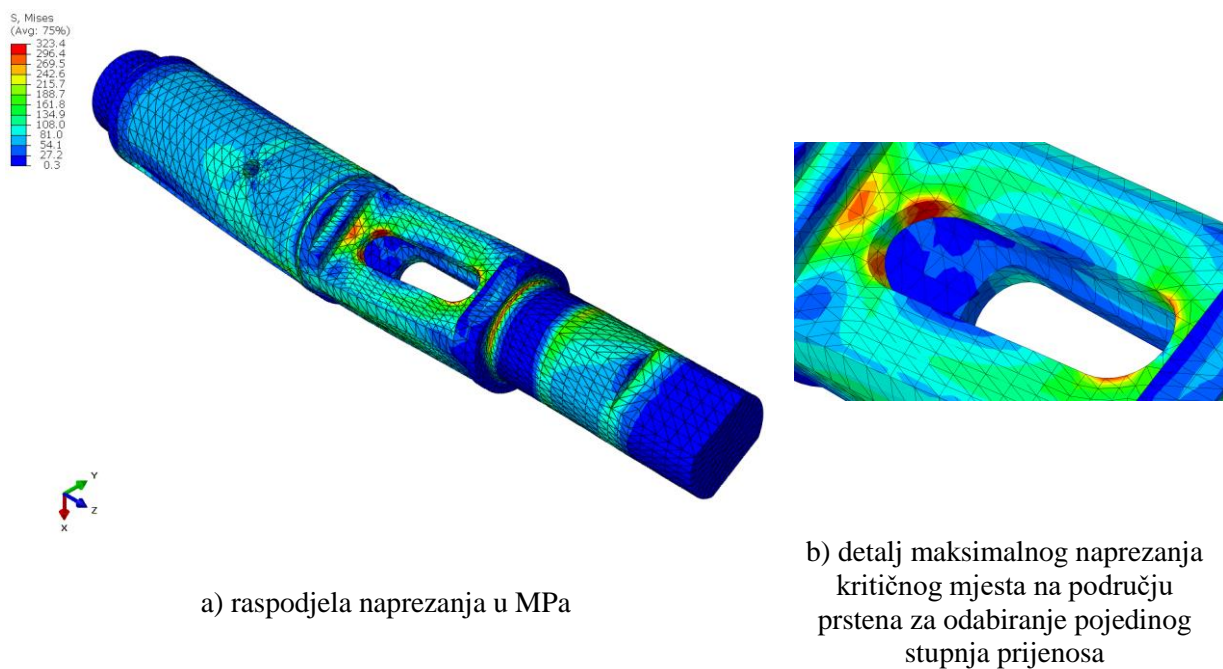 S, Mises
(Avg: 75%)
323.4
296.4
269.5
242.6
215.7
188.7
161.8
134.9
108.0
81.0
54.1
27.2
0.3
Y
Z
X
a) raspodjela naprezanja u MPa
b) detalj maksimalnog naprezanja
kritičnog mjesta na području
prstena za odabiranje pojedinog
stupnja prijenosa